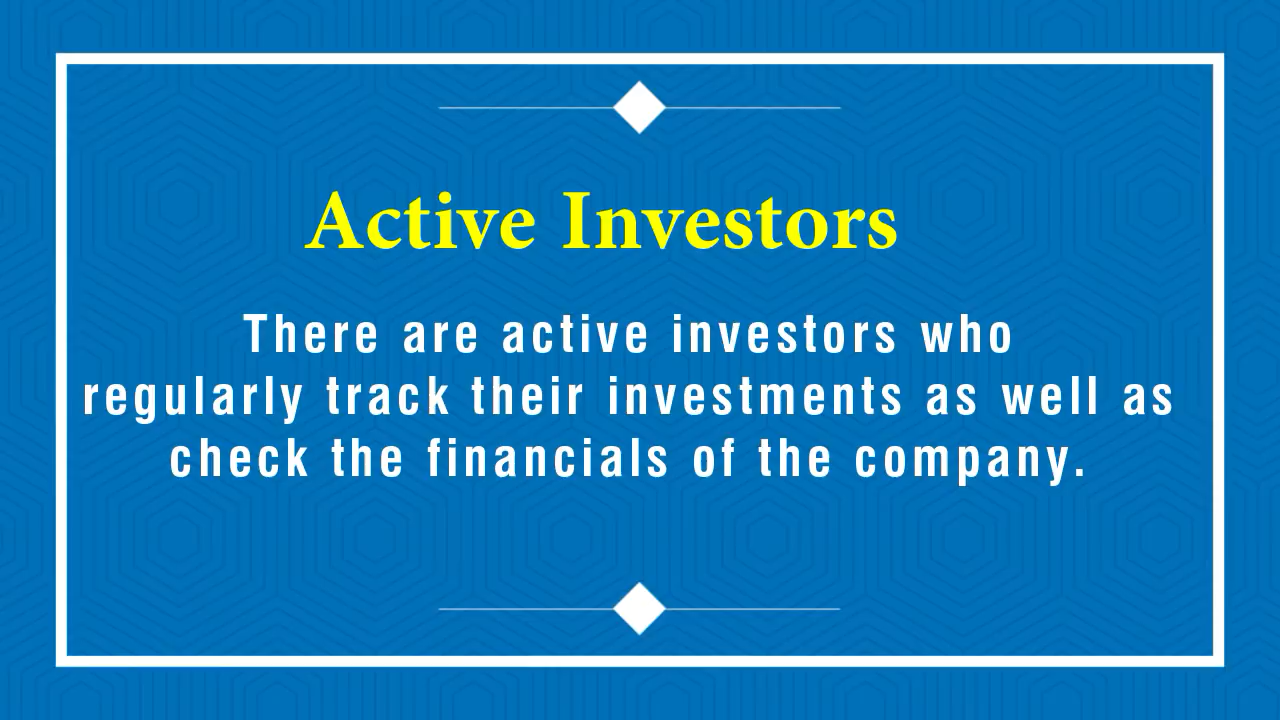 Active Investors
There are active investors who
regularly track their investments as well as
check the financials of the company.